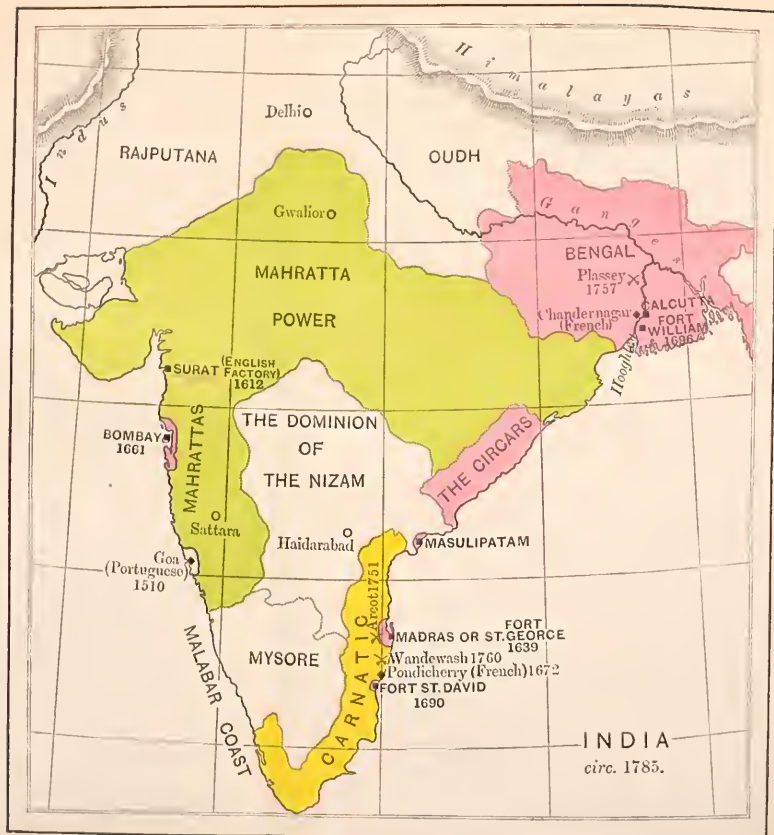 Himalayas
Indus
Delhi
RAJPUTANA
OUDH
Gwalior
Ganges
BENGAL
Plassey
1757
MAHRATTA
POWER
Chandernagar
(French)
CALCUTTA
FORT
WILLIAM
1696
Hooghley
SURAT (ENGLISH
FACTORY)
1612
BOMBAY
1661
MAHRATTAS
THE DOMINION
OF
THE NIZAM
THE CIRCARS
Sattara
Haidarabad
MASULIPATAM
Goa
(Portuguese)
1510
Arcot 1751
FORT
MADRAS OR ST. GEORGE
1639
MYSORE
Wandewash 1760
Pondicherry (French) 1672
FORT ST. DAVID
1690
CARNATIC
MALABAR COAST
INDIA
circ. 1785.